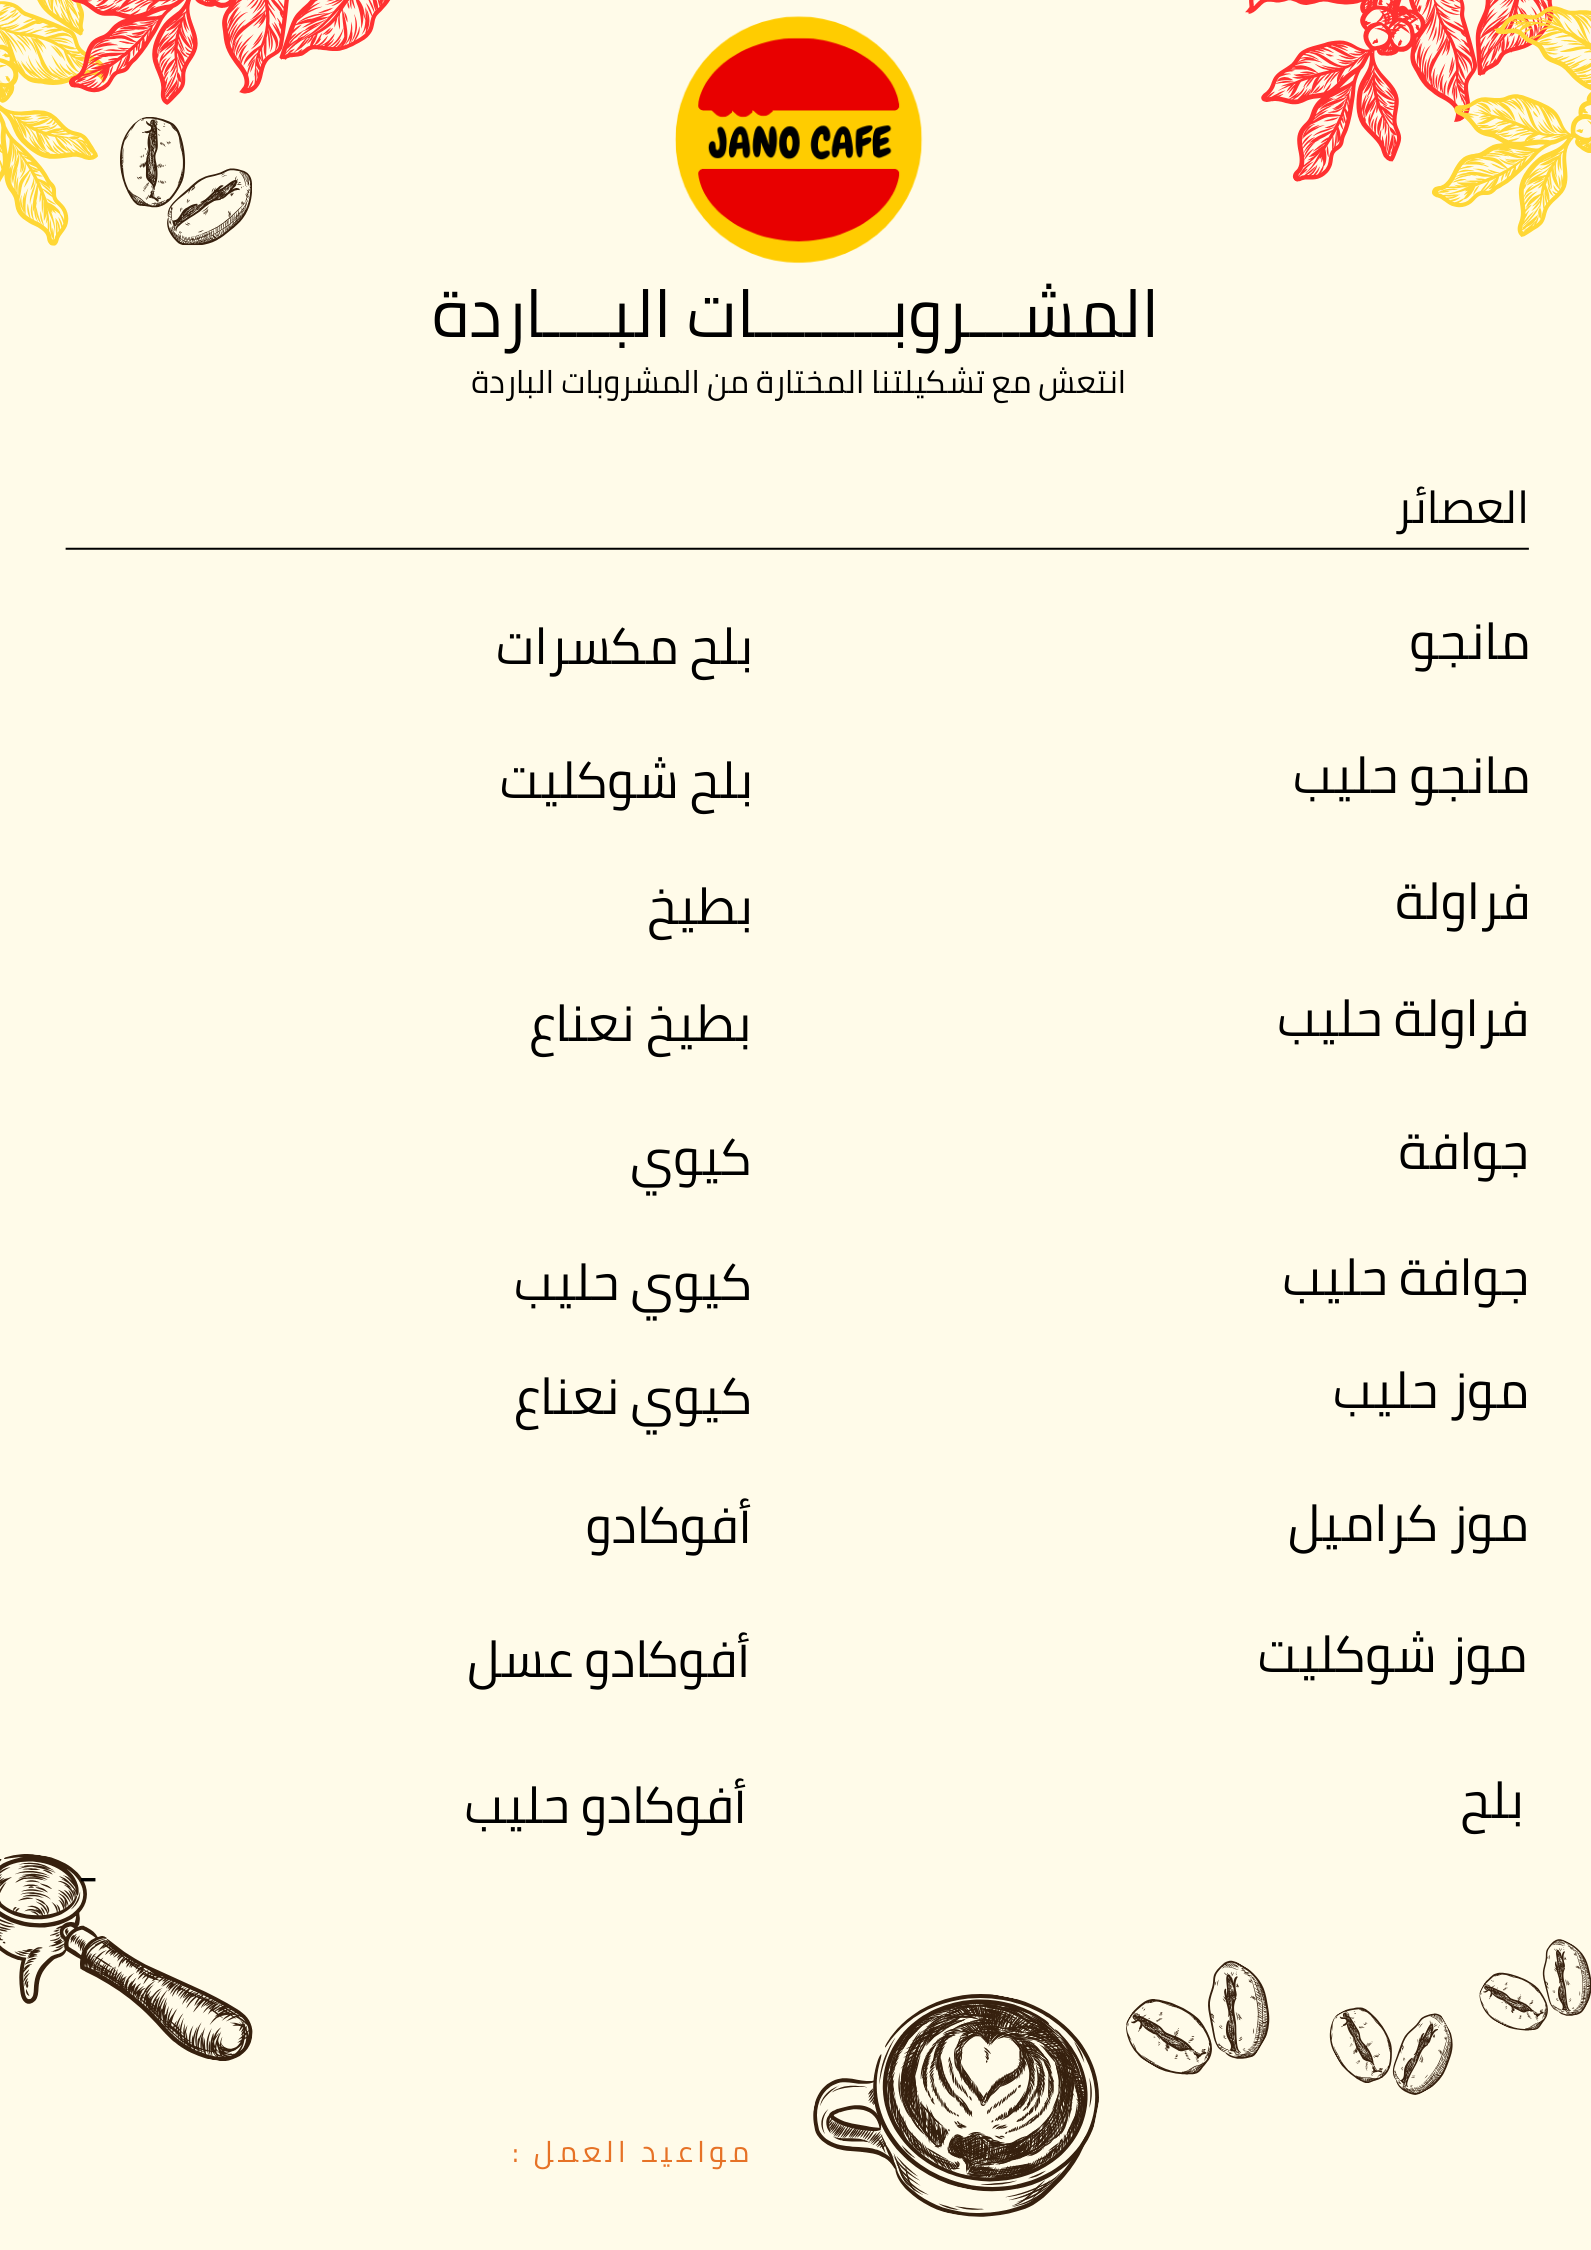 JANO CAFE
المشـــروبــــــــات البــــاردة
انتعش مع تشكيلتنا المختارة من المشروبات الباردة
العصائر
مانجو
مانجو حليب
فراولة
فراولة حليب
جوافة
جوافة حليب
موز حليب
موز كراميل
موز شوكليت
بلح
بلح مكسرات
بلح شوكليت
بطيخ
بطيخ نعناع
كيوي
كيوي حليب
كيوي نعناع
أفوكادو
أفوكادو عسل
أفوكادو حليب
مواعيد العمل :